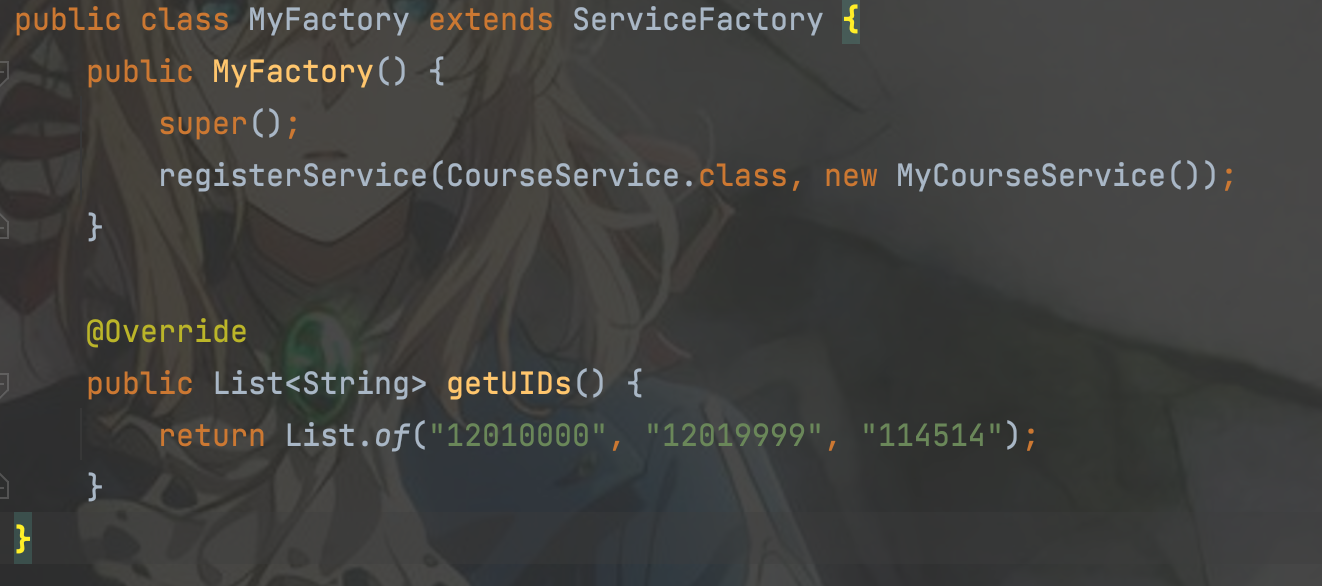 public class MyFactory extends ServiceFactory {
    public MyFactory() {
        super();
        registerService(CourseService.class, new MyCourseService());
    }

    @Override
    public List<String> getUIDs() {
        return List.of("12010000", "12019999", "114514");
    }
}